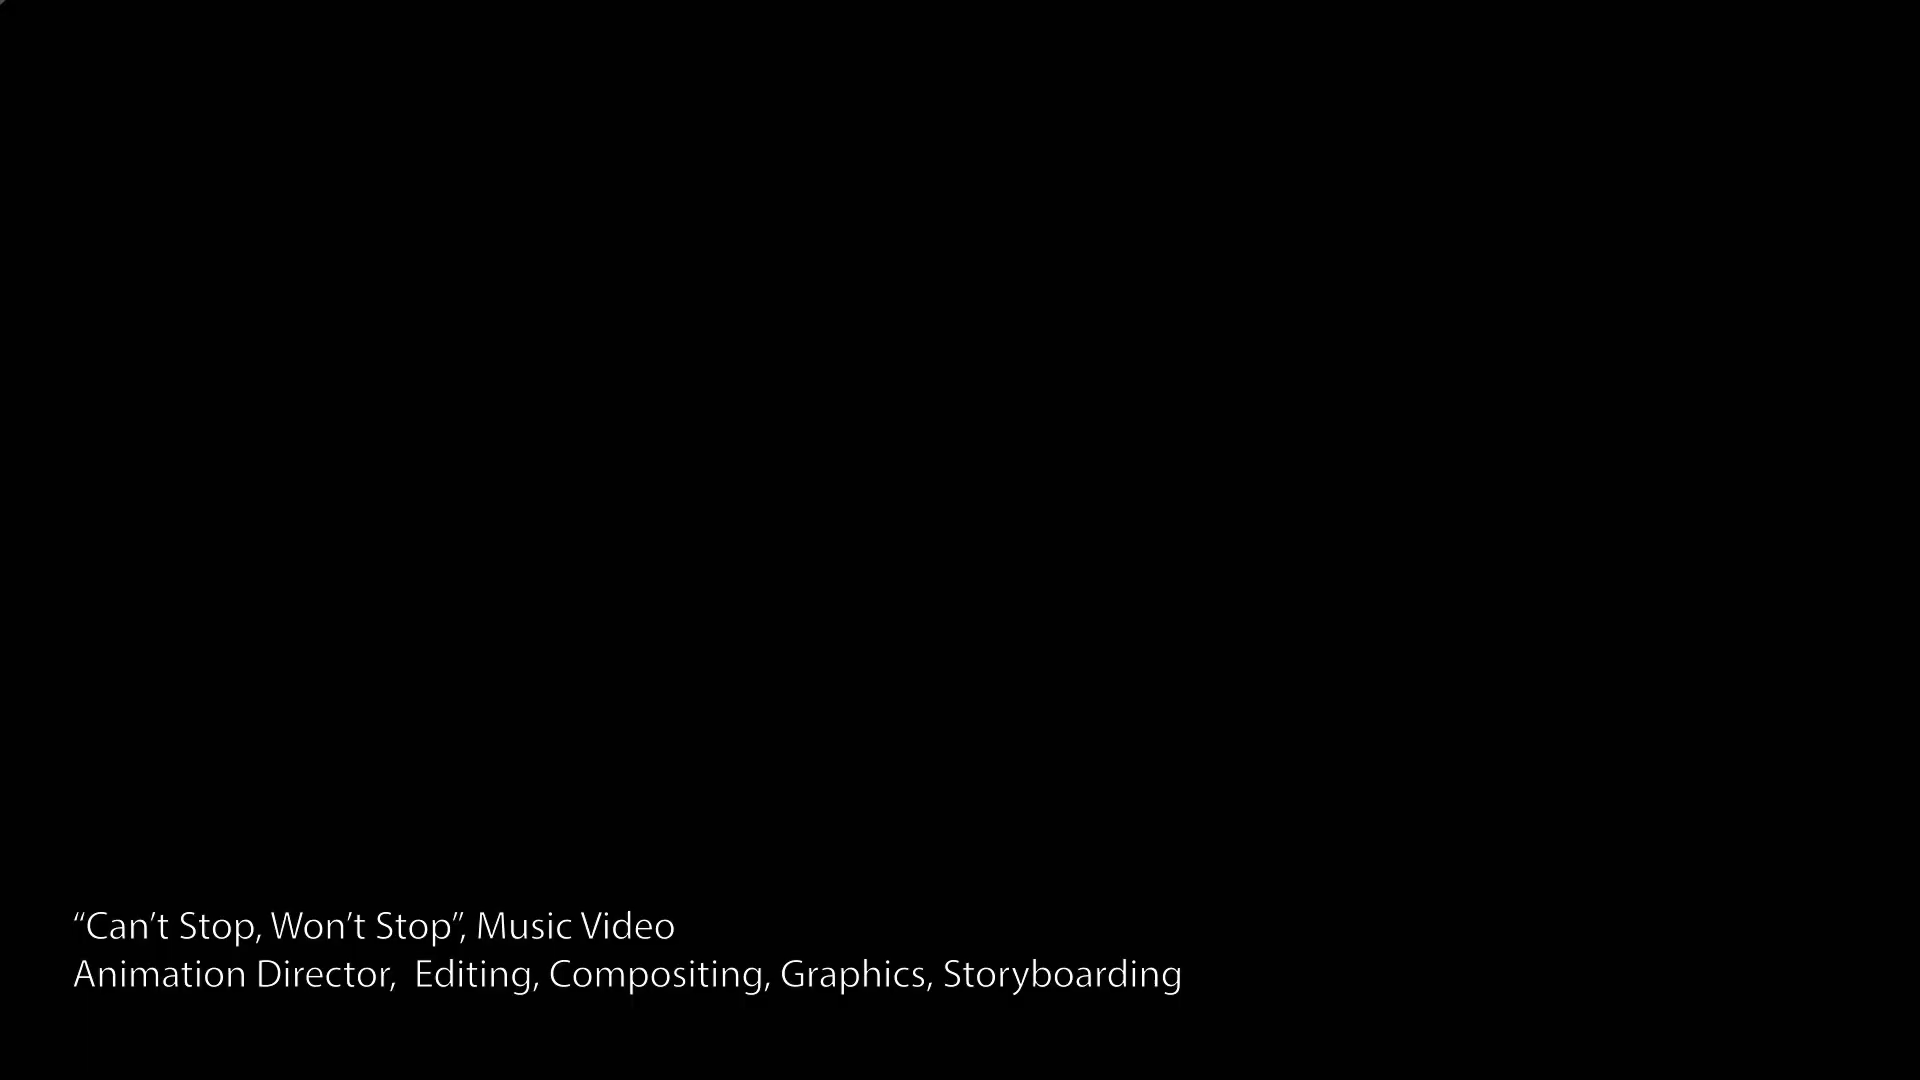 “Can’t Stop, Won’t Stop”, Music Video
Animation Director,  Editing, Compositing, Graphics, Storyboarding